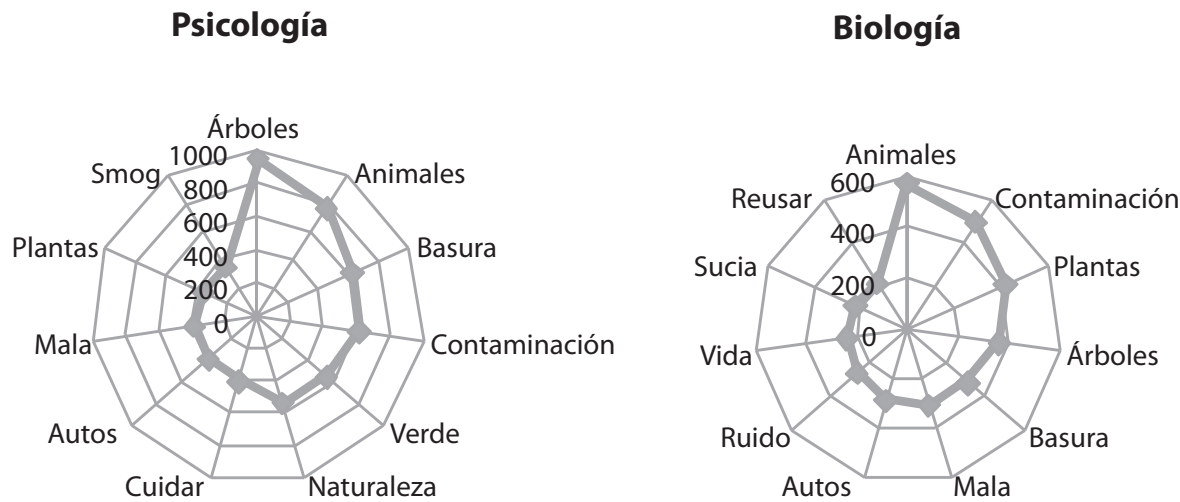 Psicología
Árboles
Animales
Basura
Contaminación
Verde
Naturaleza
Cuidar
Autos
Mala
Plantas
Smog
1000
800
600
400
200
0
Biología
Animales
Contaminación
Plantas
Árboles
Basura
Mala
Autos
Ruido
Vida
Sucia
Reusar
600
400
200
0